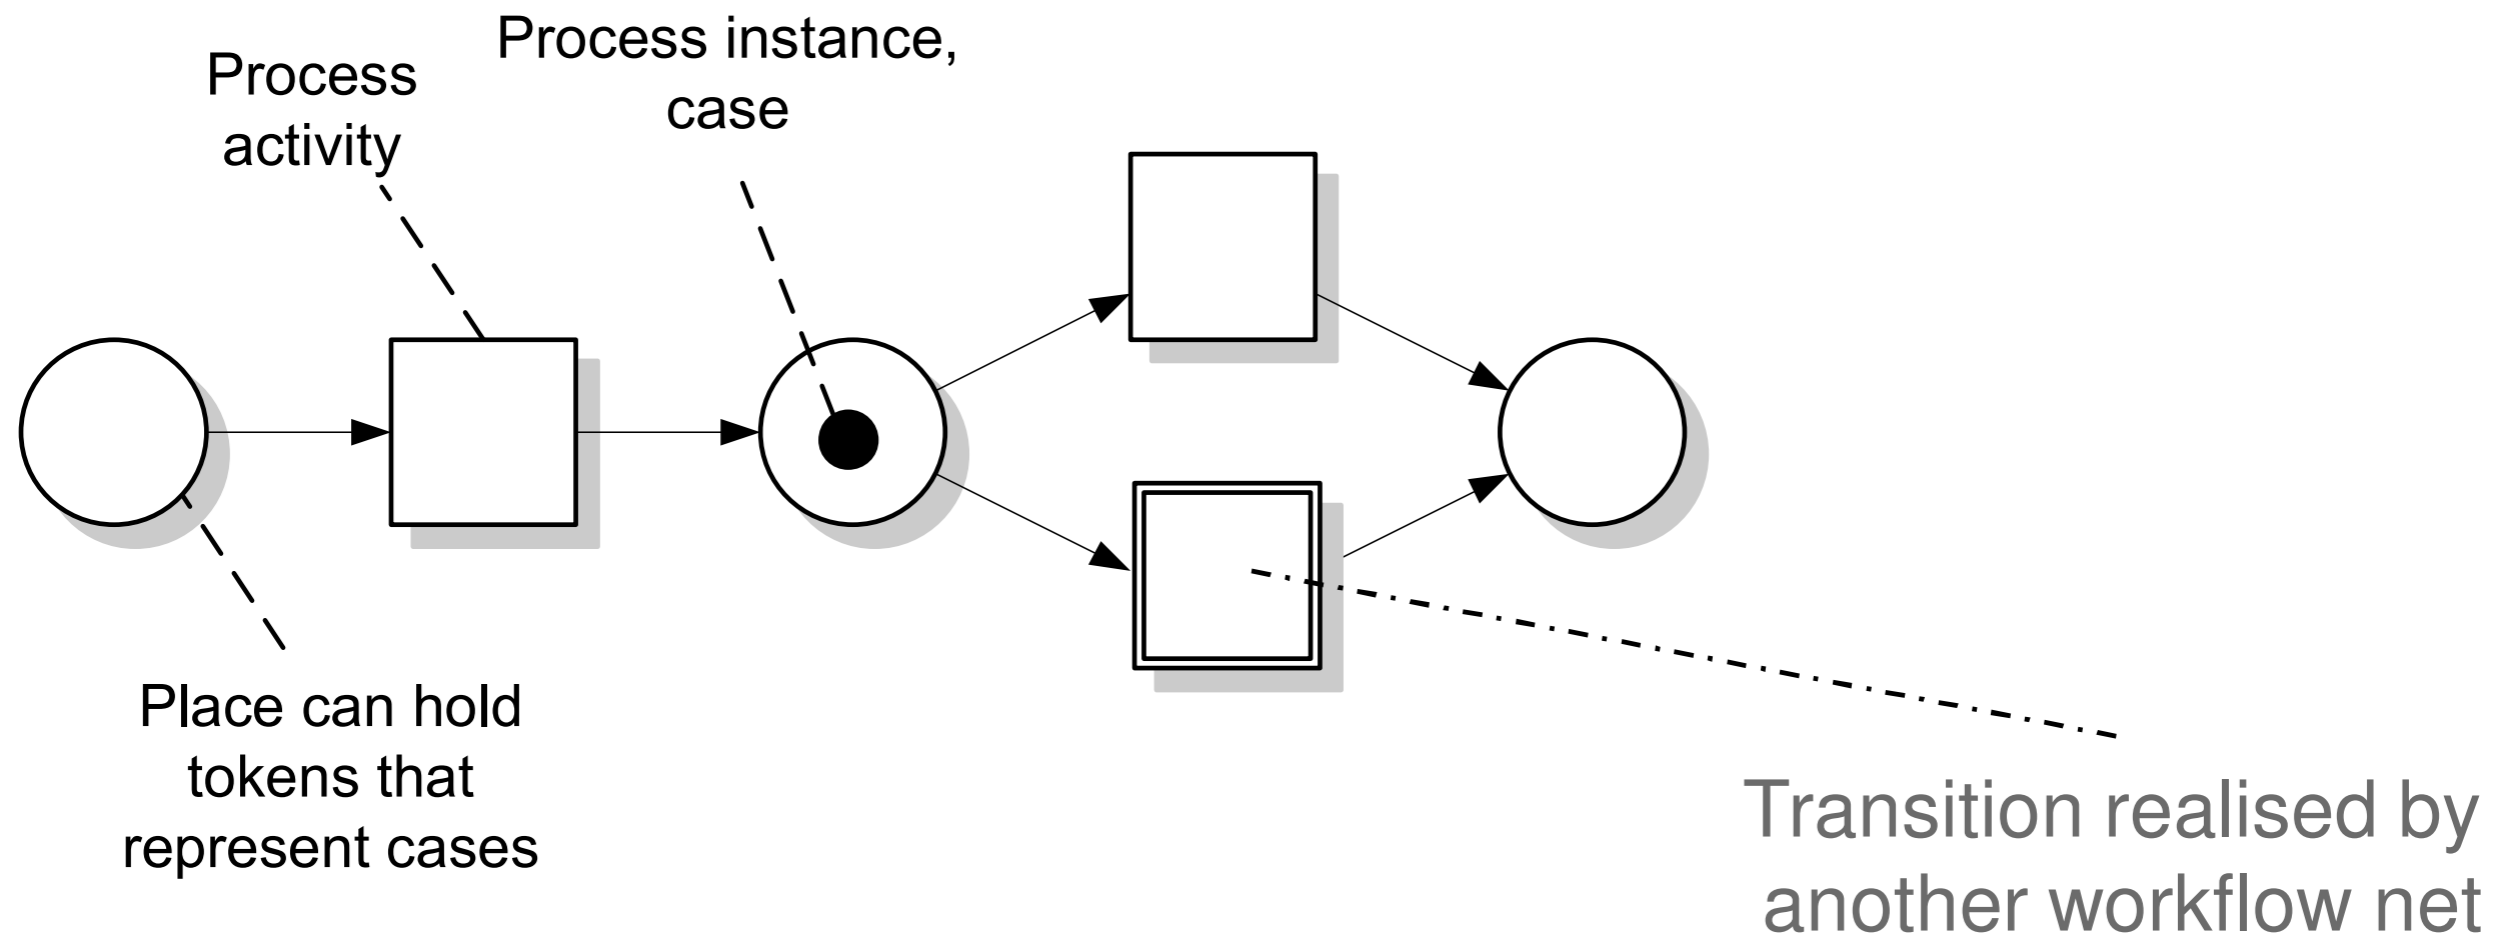 Process
activity
Process instance,
case
Place can hold
tokens that
represent cases
Transition realised by
another workflow net